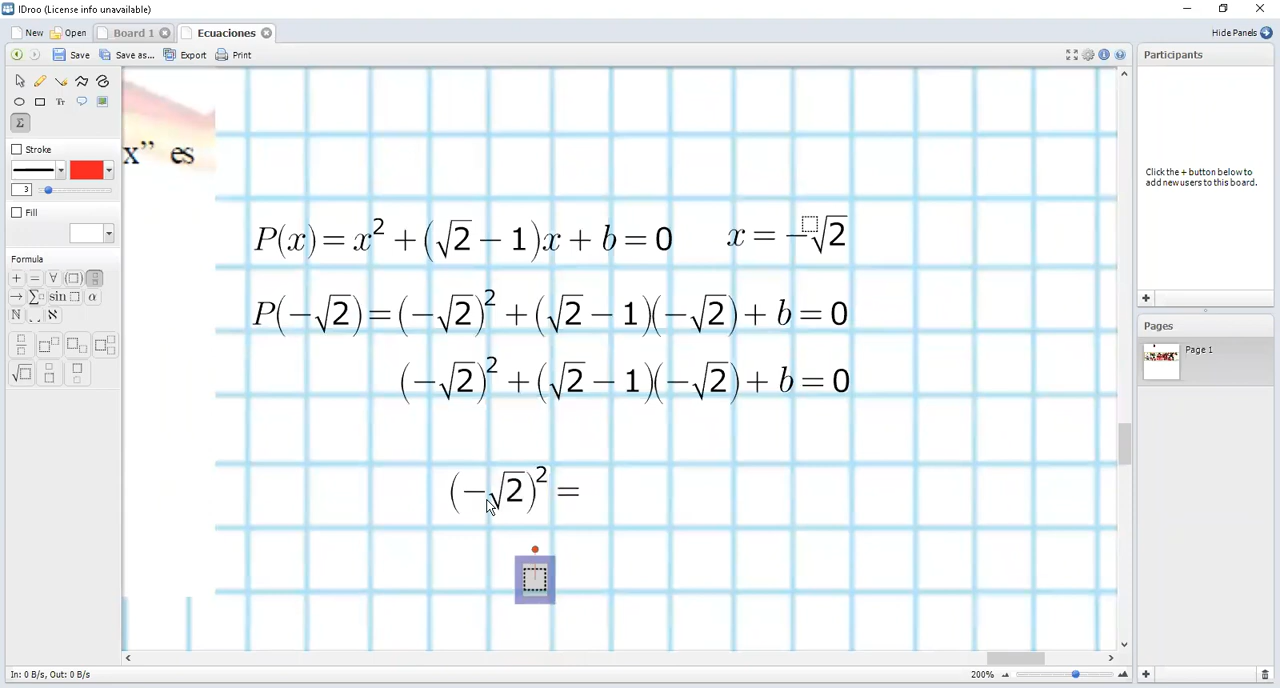 IDroo (License info unavailable)
New Open Board 1 Ecuaciones Hide Panels
Save Save as... Export Print
Participants
Click the + button below to
add new users to this board.
Tr
Σ
Stroke
3
Fill
Formula
+ = ∀ (□)
→ Σ□ sin □ α
ℕ ℵ
x” es
P(x) = x² + (√2 − 1)x + b = 0 x = −√2
P(−√2) = (−√2)² + (√2 − 1)(−√2) + b = 0
(−√2)² + (√2 − 1)(−√2) + b = 0
(−√2)² =
Pages
Page 1
In: 0 B/s, Out: 0 B/s 200%